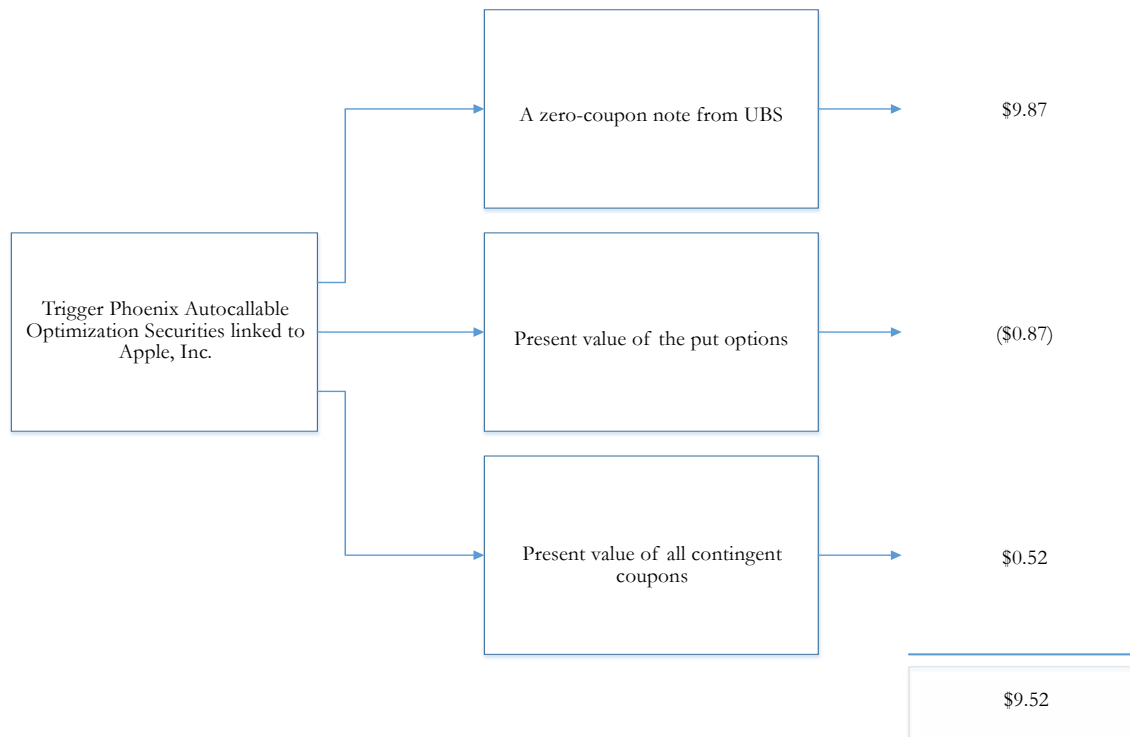 A zero-coupon note from UBS
$9.87
Trigger Phoenix Autocallable
Optimization Securities linked to
Apple, Inc.
Present value of the put options
($0.87)
Present value of all contingent
coupons
$0.52
$9.52